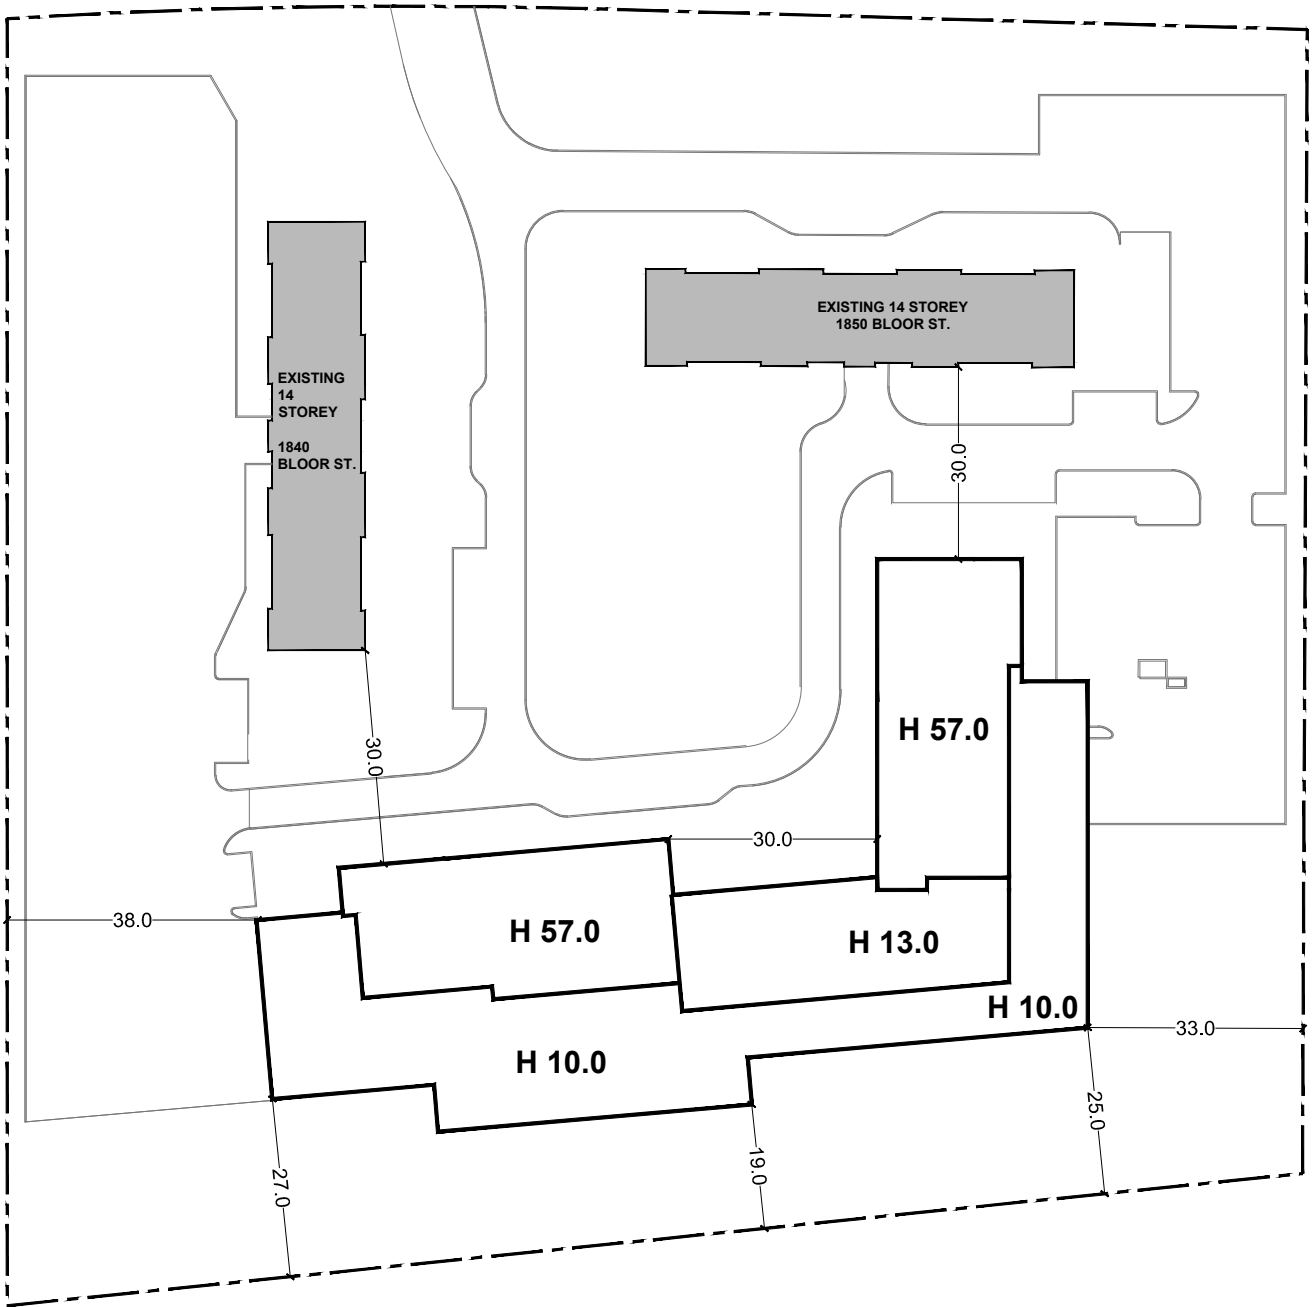 EXISTING 14 STOREY
1850 BLOOR ST.
EXISTING
14
STOREY
1840
BLOOR ST.
30.0
H 57.0
30.0
30.0
38.0
H 57.0
H 13.0
H 10.0
33.0
H 10.0
25.0
19.0
27.0